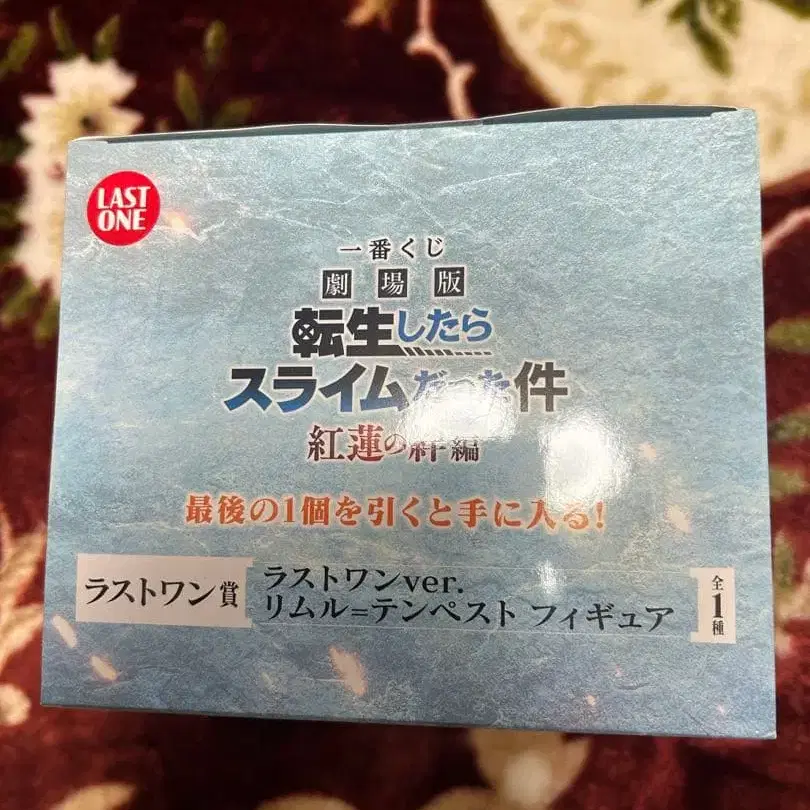 LAST
ONE
一番くじ
劇場版
転生したら
スライムだった件
紅蓮の絆編
最後の1個を引くと手に入る!
ラストワン賞
ラストワンver.
リムル=テンペスト フィギュア
全1種